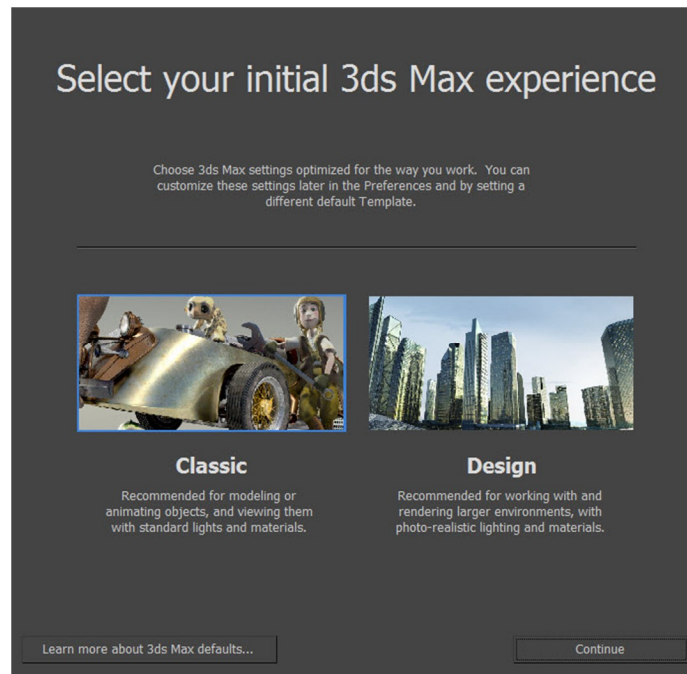 Select your initial 3ds Max experience
Choose 3ds Max settings optimized for the way you work. You can
customize these settings later in the Preferences and by setting a
different default Template.
Classic
Recommended for modeling or
animating objects, and viewing them
with standard lights and materials.
Design
Recommended for working with and
rendering larger environments, with
photo-realistic lighting and materials.
Learn more about 3ds Max defaults...
Continue